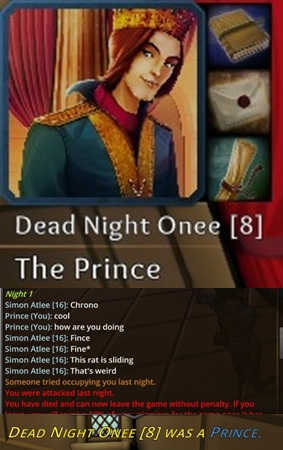 Dead Night Onee [8]
The Prince
Night 1
Simon Atlee [16]: Chrono
Prince (You): cool
Prince (You): how are you doing
Simon Atlee [16]: Fince
Simon Atlee [16]: Fine*
Simon Atlee [16]: This rat is sliding
Simon Atlee [16]: That's weird
Someone tried occupying you last night.
You were attacked last night.
You have died and can now leave the game without penalty. If you
DEAD NIGHT ONEE [8] WAS A PRINCE.